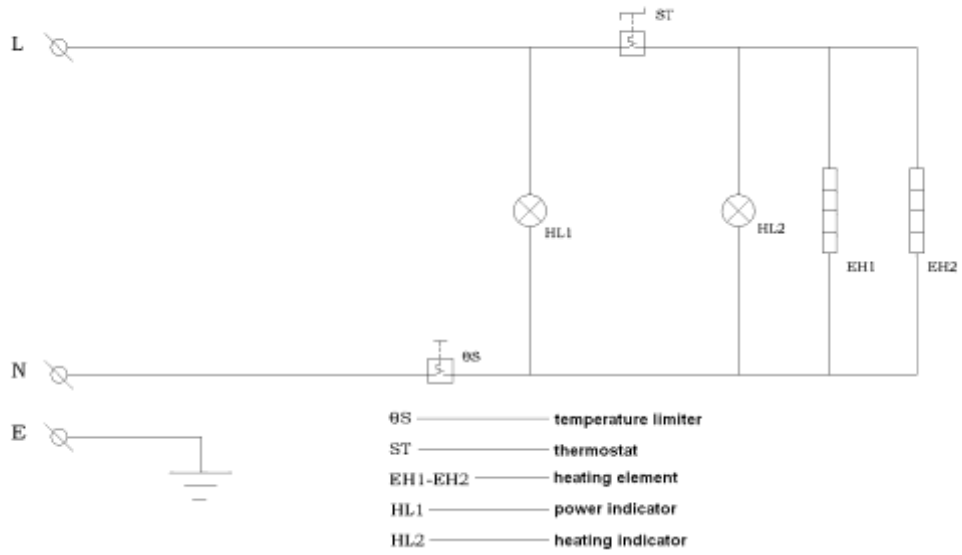 L
ST
HL1
HL2
EH1
EH2
N
θS
E
θS temperature limiter
ST thermostat
EH1-EH2 heating element
HL1 power indicator
HL2 heating indicator